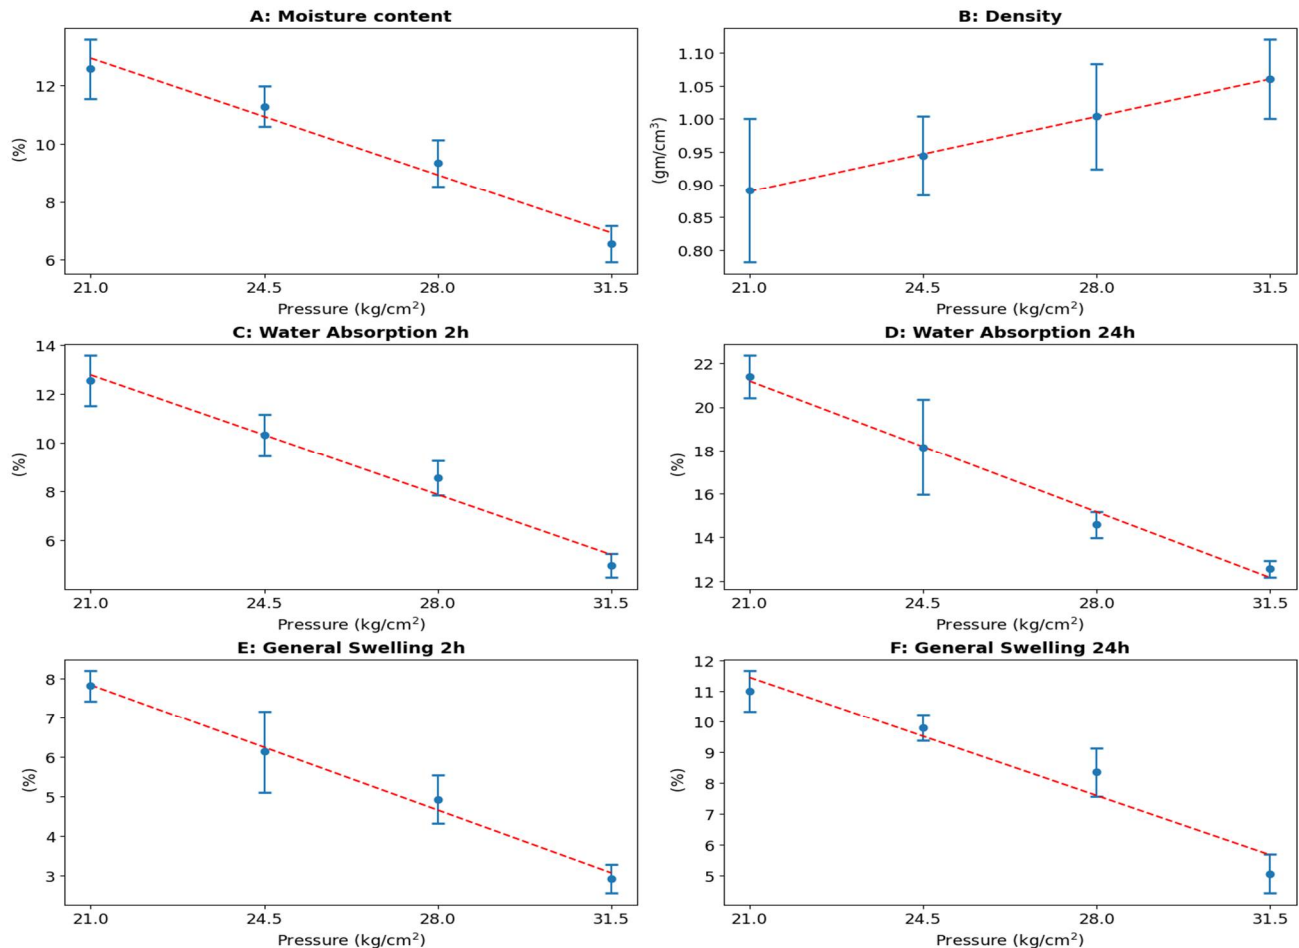 A: Moisture content
12
10
8
6
(%)
21.0 24.5 28.0 31.5
Pressure (kg/cm²)
B: Density
1.10
1.05
1.00
0.95
0.90
0.85
0.80
(gm/cm³)
21.0 24.5 28.0 31.5
Pressure (kg/cm²)
C: Water Absorption 2h
14
12
10
8
6
(%)
21.0 24.5 28.0 31.5
Pressure (kg/cm²)
D: Water Absorption 24h
22
20
18
16
14
12
(%)
21.0 24.5 28.0 31.5
Pressure (kg/cm²)
E: General Swelling 2h
8
7
6
5
4
3
(%)
21.0 24.5 28.0 31.5
Pressure (kg/cm²)
F: General Swelling 24h
12
11
10
9
8
7
6
5
(%)
21.0 24.5 28.0 31.5
Pressure (kg/cm²)